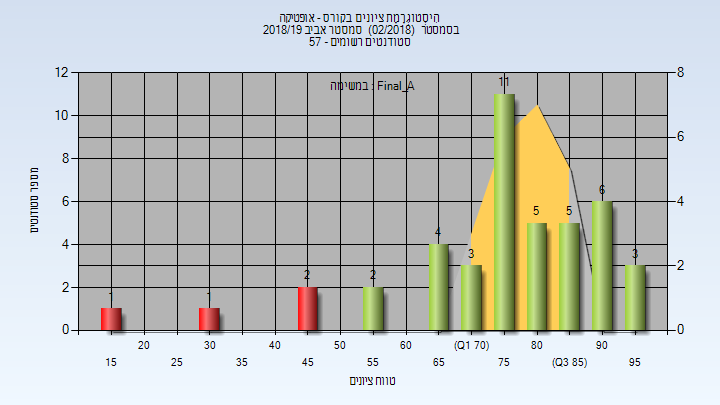 היסטוגרמת ציונים בקורס - אופטיקה
בסמסטר (02/2018) סמסטר אביב 2018/19
סטודנטים רשומים - 57
במשימה : Final_A
מספר סטודנטים
12
10
8
6
4
2
0
8
6
4
2
0
1
1
2
2
4
3
11
5
5
6
3
20 30 40 50 60 (Q1 70) 80 90
15 25 35 45 55 65 75 (Q3 85) 95
טווח ציונים